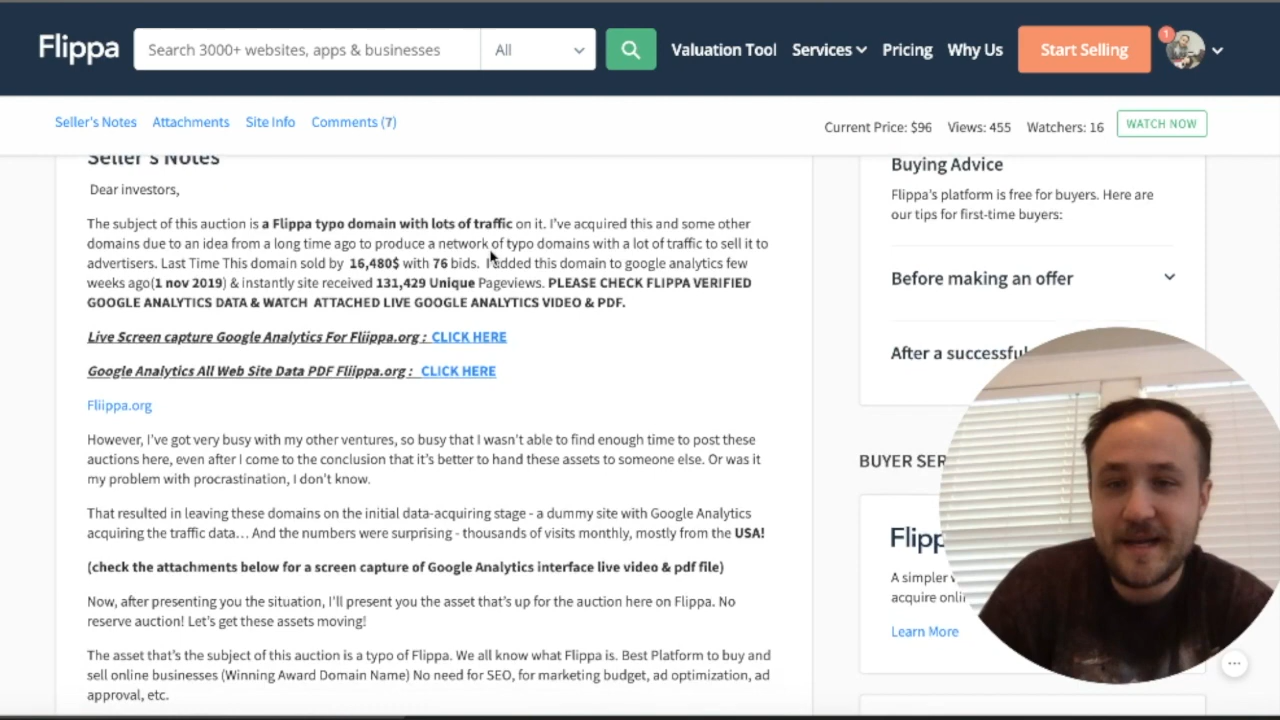 Flippa
Search 3000+ websites, apps & businesses
All
Valuation Tool
Services
Pricing
Why Us
Start Selling
1
Seller's Notes
Attachments
Site Info
Comments (7)
Current Price: $96
Views: 455
Watchers: 16
WATCH NOW
Seller's Notes
Dear investors,
The subject of this auction is a Flippa typo domain with lots of traffic on it. I've acquired this and some other
domains due to an idea from a long time ago to produce a network of typo domains with a lot of traffic to sell it to
advertisers. Last Time This domain sold by 16,480$ with 76 bids. I added this domain to google analytics few
weeks ago(1 nov 2019) & instantly site received 131,429 Unique Pageviews. PLEASE CHECK FLIPPA VERIFIED
GOOGLE ANALYTICS DATA & WATCH ATTACHED LIVE GOOGLE ANALYTICS VIDEO & PDF.
Live Screen capture Google Analytics For Fliippa.org : CLICK HERE
Google Analytics All Web Site Data PDF Fliippa.org : CLICK HERE
Fliippa.org
However, I've got very busy with my other ventures, so busy that I wasn't able to find enough time to post these
auctions here, even after I come to the conclusion that it's better to hand these assets to someone else. Or was it
my problem with procrastination, I don't know.
That resulted in leaving these domains on the initial data-acquiring stage - a dummy site with Google Analytics
acquiring the traffic data... And the numbers were surprising - thousands of visits monthly, mostly from the USA!
(check the attachments below for a screen capture of Google Analytics interface live video & pdf file)
Now, after presenting you the situation, I'll present you the asset that's up for the auction here on Flippa. No
reserve auction! Let's get these assets moving!
The asset that's the subject of this auction is a typo of Flippa. We all know what Flippa is. Best Platform to buy and
sell online businesses (Winning Award Domain Name) No need for SEO, for marketing budget, ad optimization, ad
approval, etc.
Buying Advice
Flippa's platform is free for buyers. Here are
our tips for first-time buyers:
Before making an offer
After a successful
BUYER SER
Flipp
A simpler
acquire onli
Learn More